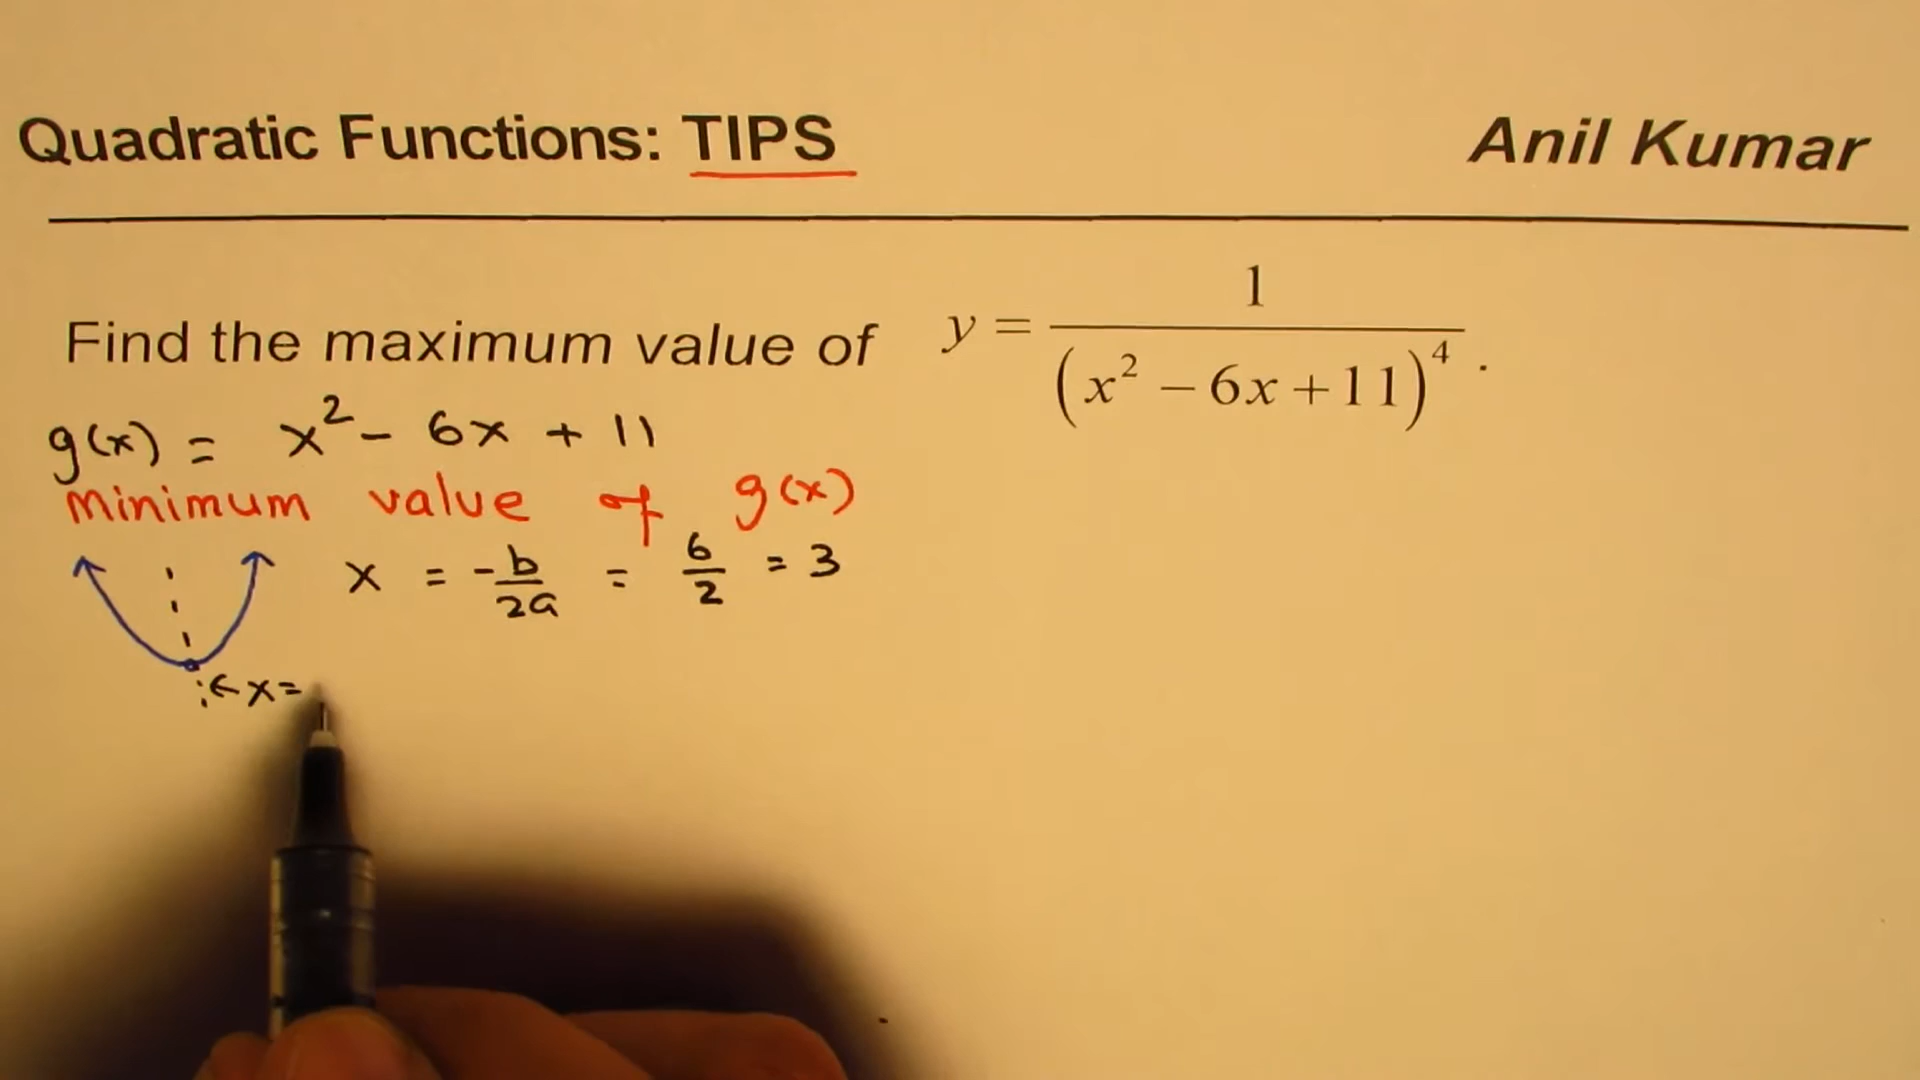 Quadratic Functions: TIPS
Anil Kumar
Find the maximum value of y = 1/(x² − 6x + 11)⁴.
g(x) = x² − 6x + 11
minimum value of g(x)
x = -b/2a = 6/2 = 3
x=